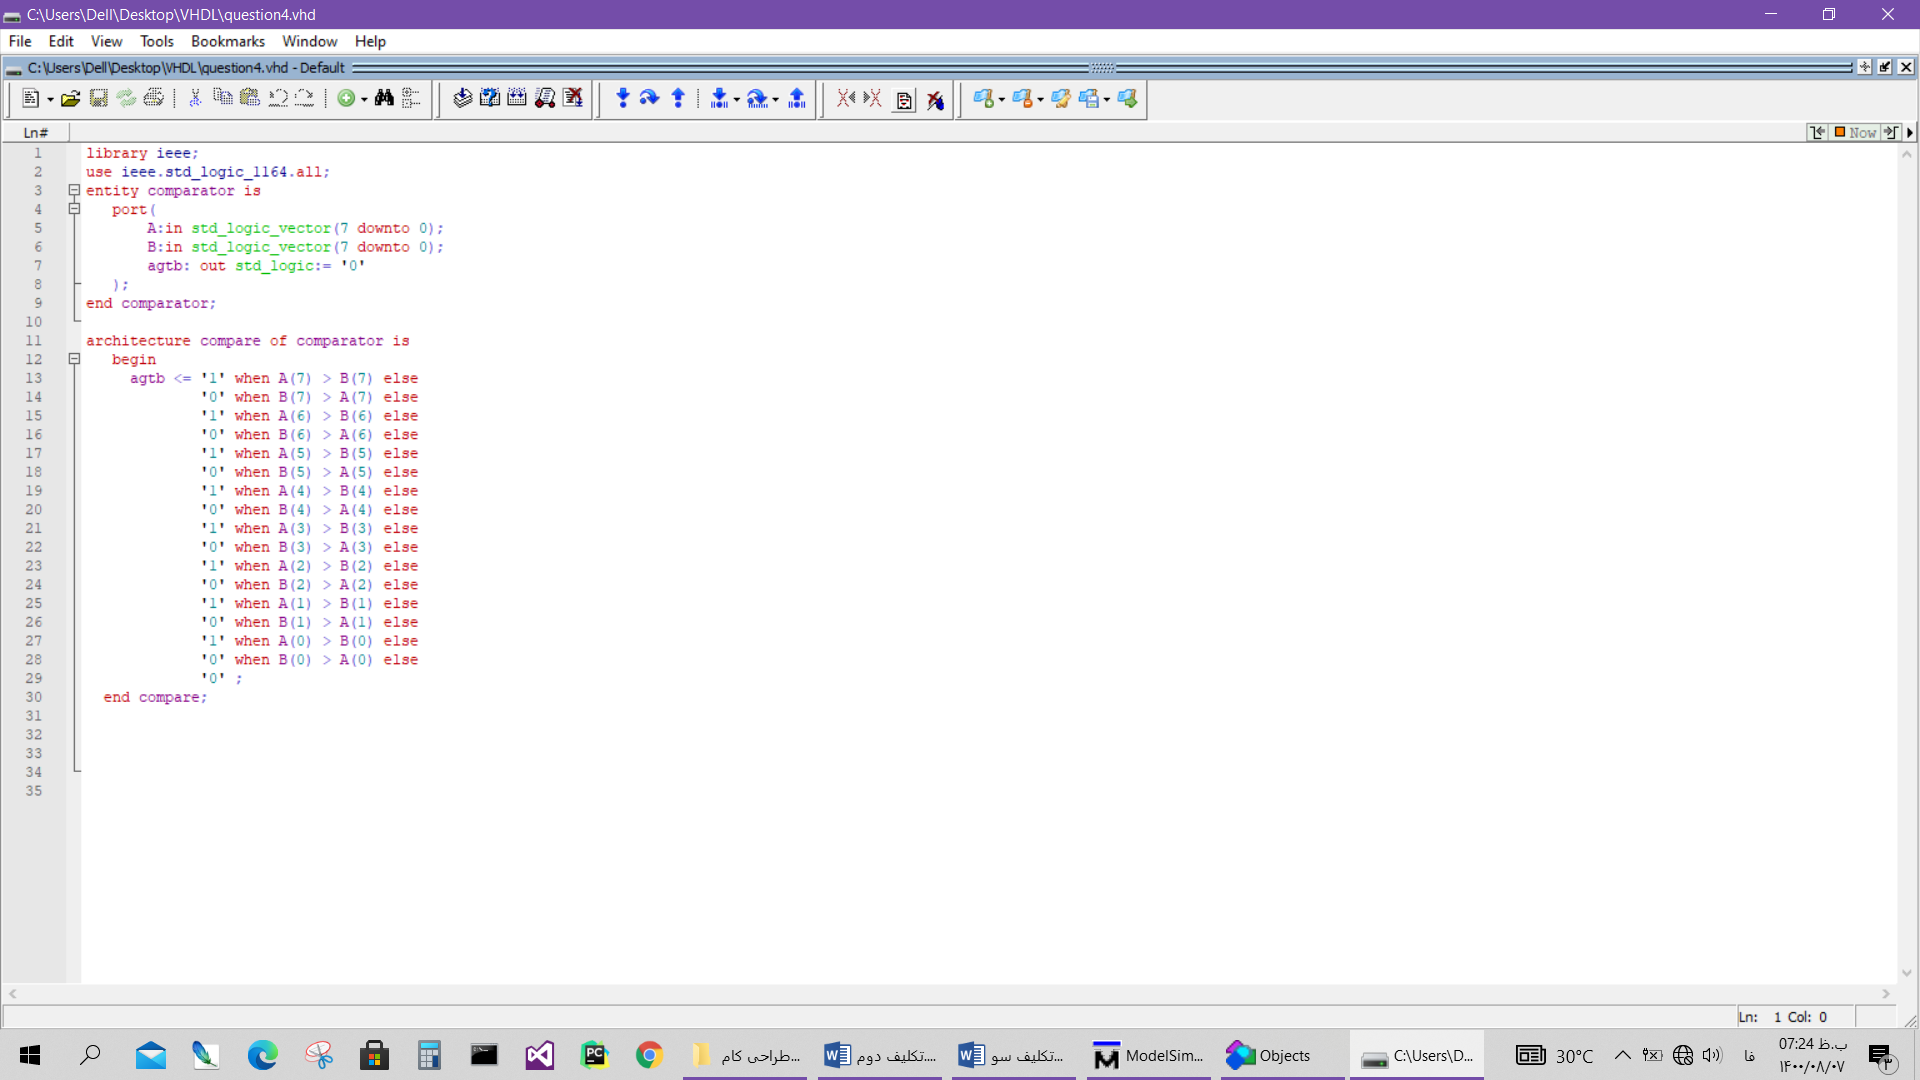 C:\Users\Dell\Desktop\VHDL\question4.vhd
File Edit View Tools Bookmarks Window Help
C:\Users\Dell\Desktop\VHDL\question4.vhd - Default
Ln#
Now
1 library ieee;
2 use ieee.std_logic_1164.all;
3 entity comparator is
4 port(
5 A:in std_logic_vector(7 downto 0);
6 B:in std_logic_vector(7 downto 0);
7 agtb: out std_logic:= '0'
8 );
9 end comparator;
10
11 architecture compare of comparator is
12 begin
13 agtb <= '1' when A(7) > B(7) else
14 '0' when B(7) > A(7) else
15 '1' when A(6) > B(6) else
16 '0' when B(6) > A(6) else
17 '1' when A(5) > B(5) else
18 '0' when B(5) > A(5) else
19 '1' when A(4) > B(4) else
20 '0' when B(4) > A(4) else
21 '1' when A(3) > B(3) else
22 '0' when B(3) > A(3) else
23 '1' when A(2) > B(2) else
24 '0' when B(2) > A(2) else
25 '1' when A(1) > B(1) else
26 '0' when B(1) > A(1) else
27 '1' when A(0) > B(0) else
28 '0' when B(0) > A(0) else
29 '0' ;
30 end compare;
31
32
33
34
35
Ln: 1 Col: 0
طراحی کام...
تکلیف دوم...
تکلیف سو...
ModelSim...
Objects
C:\Users\D...
30°C
فا
07:24 ب.ظ
۱۴۰۰/۰۸/۰۷
۳